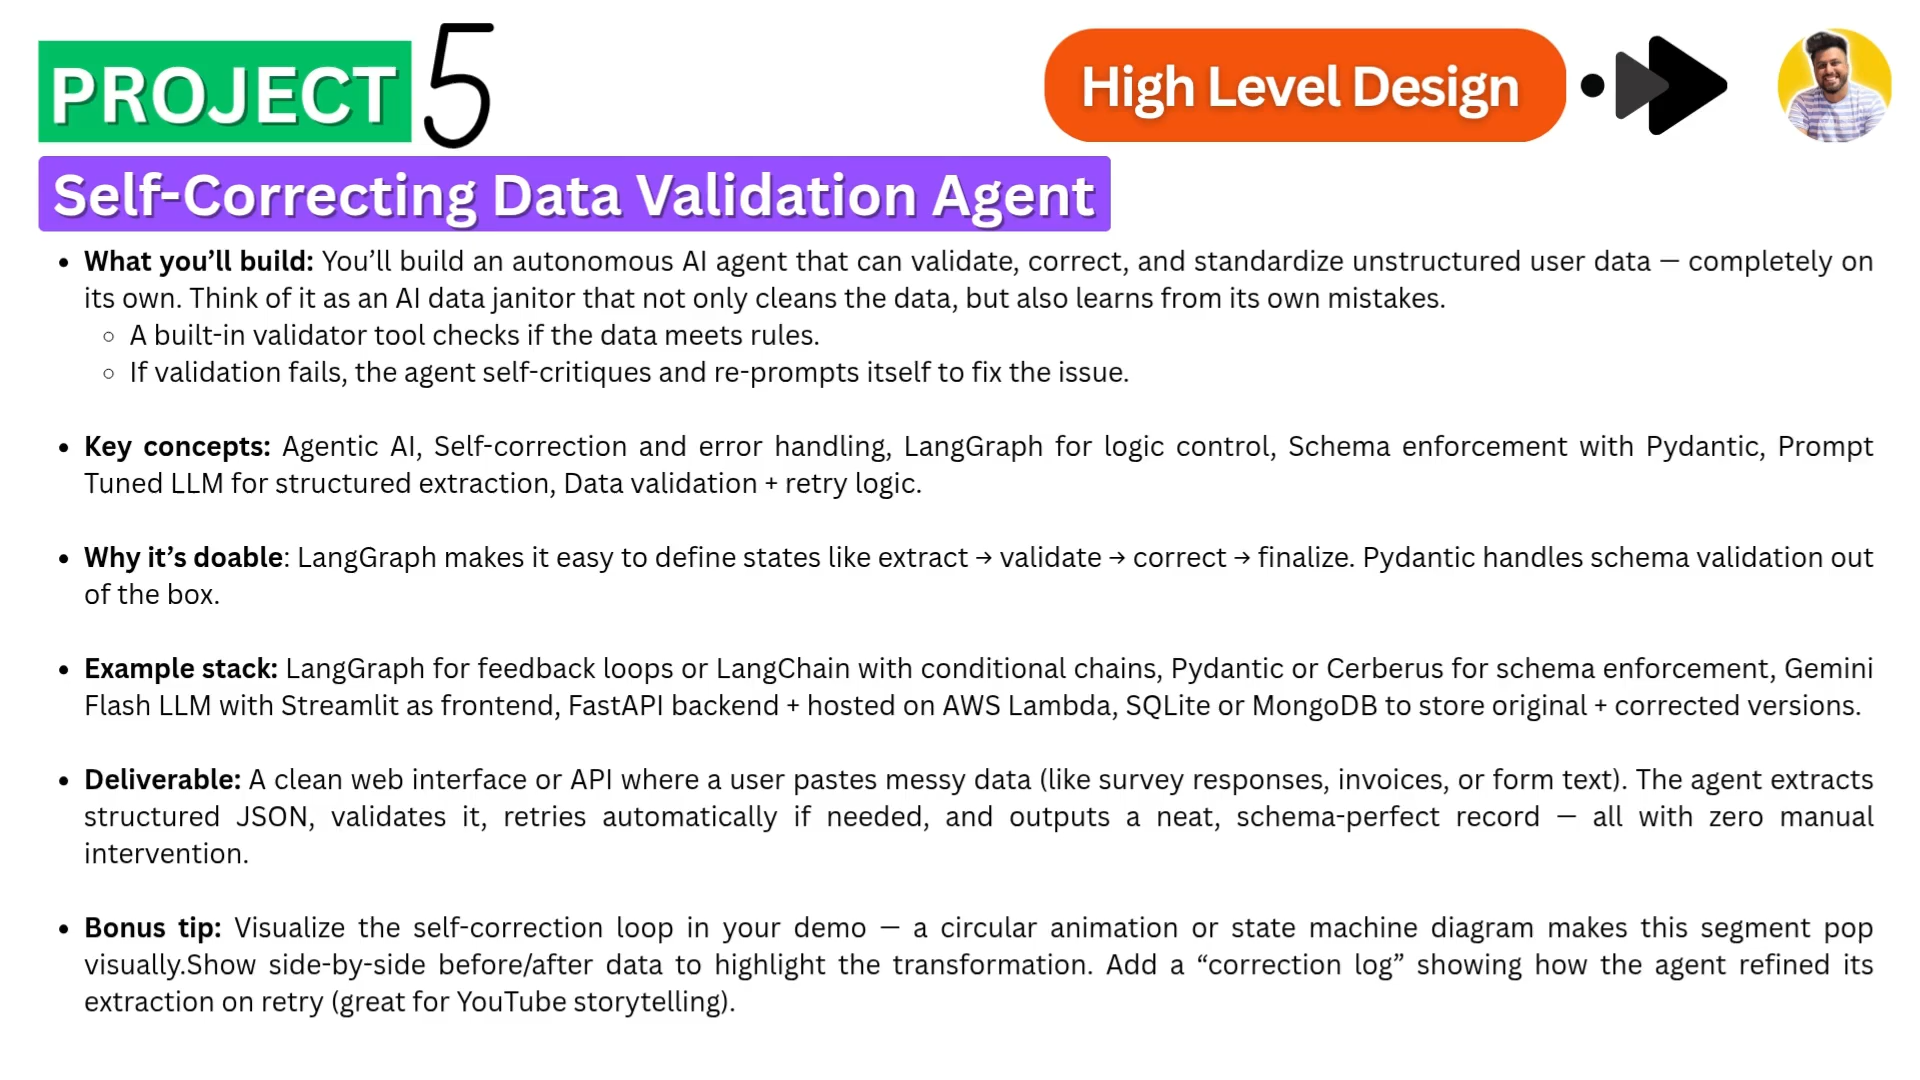 PROJECT 5
High Level Design
Self-Correcting Data Validation Agent
• What you’ll build: You’ll build an autonomous AI agent that can validate, correct, and standardize unstructured user data — completely on
its own. Think of it as an AI data janitor that not only cleans the data, but also learns from its own mistakes.
◦ A built-in validator tool checks if the data meets rules.
◦ If validation fails, the agent self-critiques and re-prompts itself to fix the issue.
• Key concepts: Agentic AI, Self-correction and error handling, LangGraph for logic control, Schema enforcement with Pydantic, Prompt
Tuned LLM for structured extraction, Data validation + retry logic.
• Why it’s doable: LangGraph makes it easy to define states like extract → validate → correct → finalize. Pydantic handles schema validation out
of the box.
• Example stack: LangGraph for feedback loops or LangChain with conditional chains, Pydantic or Cerberus for schema enforcement, Gemini
Flash LLM with Streamlit as frontend, FastAPI backend + hosted on AWS Lambda, SQLite or MongoDB to store original + corrected versions.
• Deliverable: A clean web interface or API where a user pastes messy data (like survey responses, invoices, or form text). The agent extracts
structured JSON, validates it, retries automatically if needed, and outputs a neat, schema-perfect record — all with zero manual
intervention.
• Bonus tip: Visualize the self-correction loop in your demo — a circular animation or state machine diagram makes this segment pop
visually.Show side-by-side before/after data to highlight the transformation. Add a “correction log” showing how the agent refined its
extraction on retry (great for YouTube storytelling).